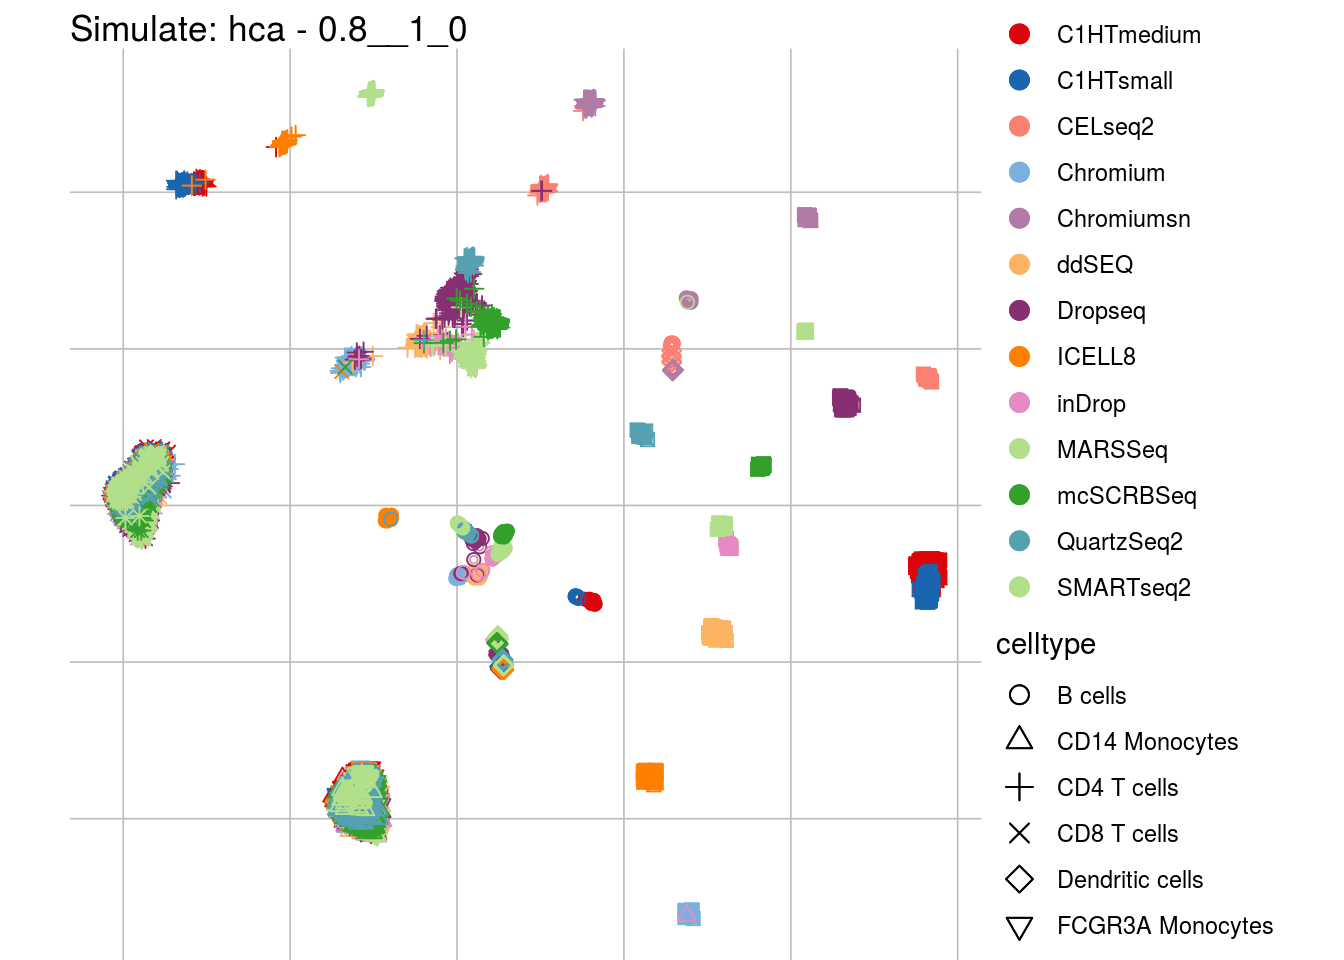 Simulate: hca - 0.8__1_0
C1HTmedium
C1HTsmall
CELseq2
Chromium
Chromiumsn
ddSEQ
Dropseq
ICELL8
inDrop
MARSSeq
mcSCRBSeq
QuartzSeq2
SMARTseq2
celltype
B cells
CD14 Monocytes
CD4 T cells
CD8 T cells
Dendritic cells
FCGR3A Monocytes